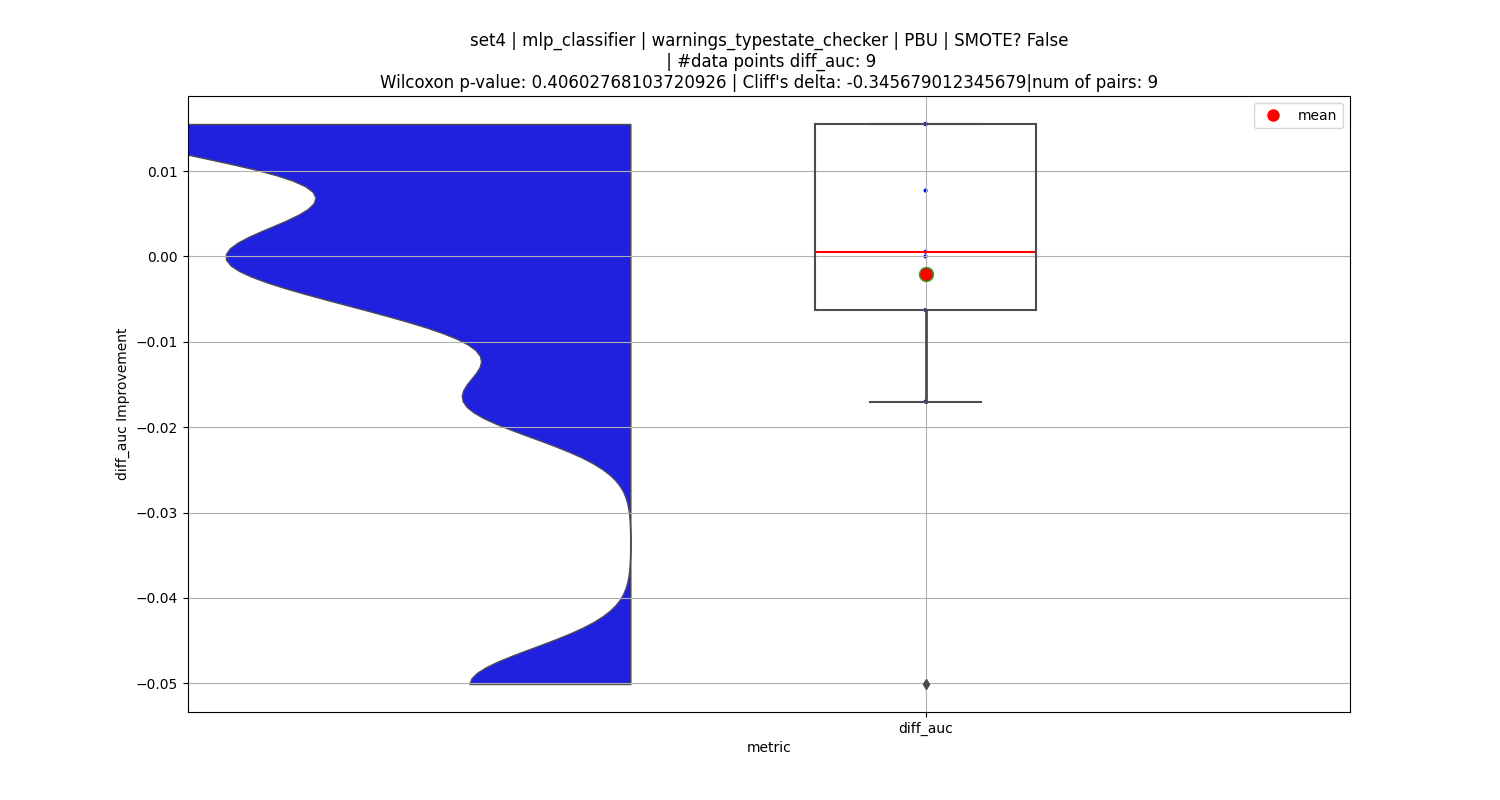 set4 | mlp_classifier | warnings_typestate_checker | PBU | SMOTE? False
| #data points diff_auc: 9
Wilcoxon p-value: 0.40602768103720926 | Cliff's delta: -0.345679012345679|num of pairs: 9
mean
0.01
0.00
−0.01
−0.02
−0.03
−0.04
−0.05
diff_auc Improvement
diff_auc
metric